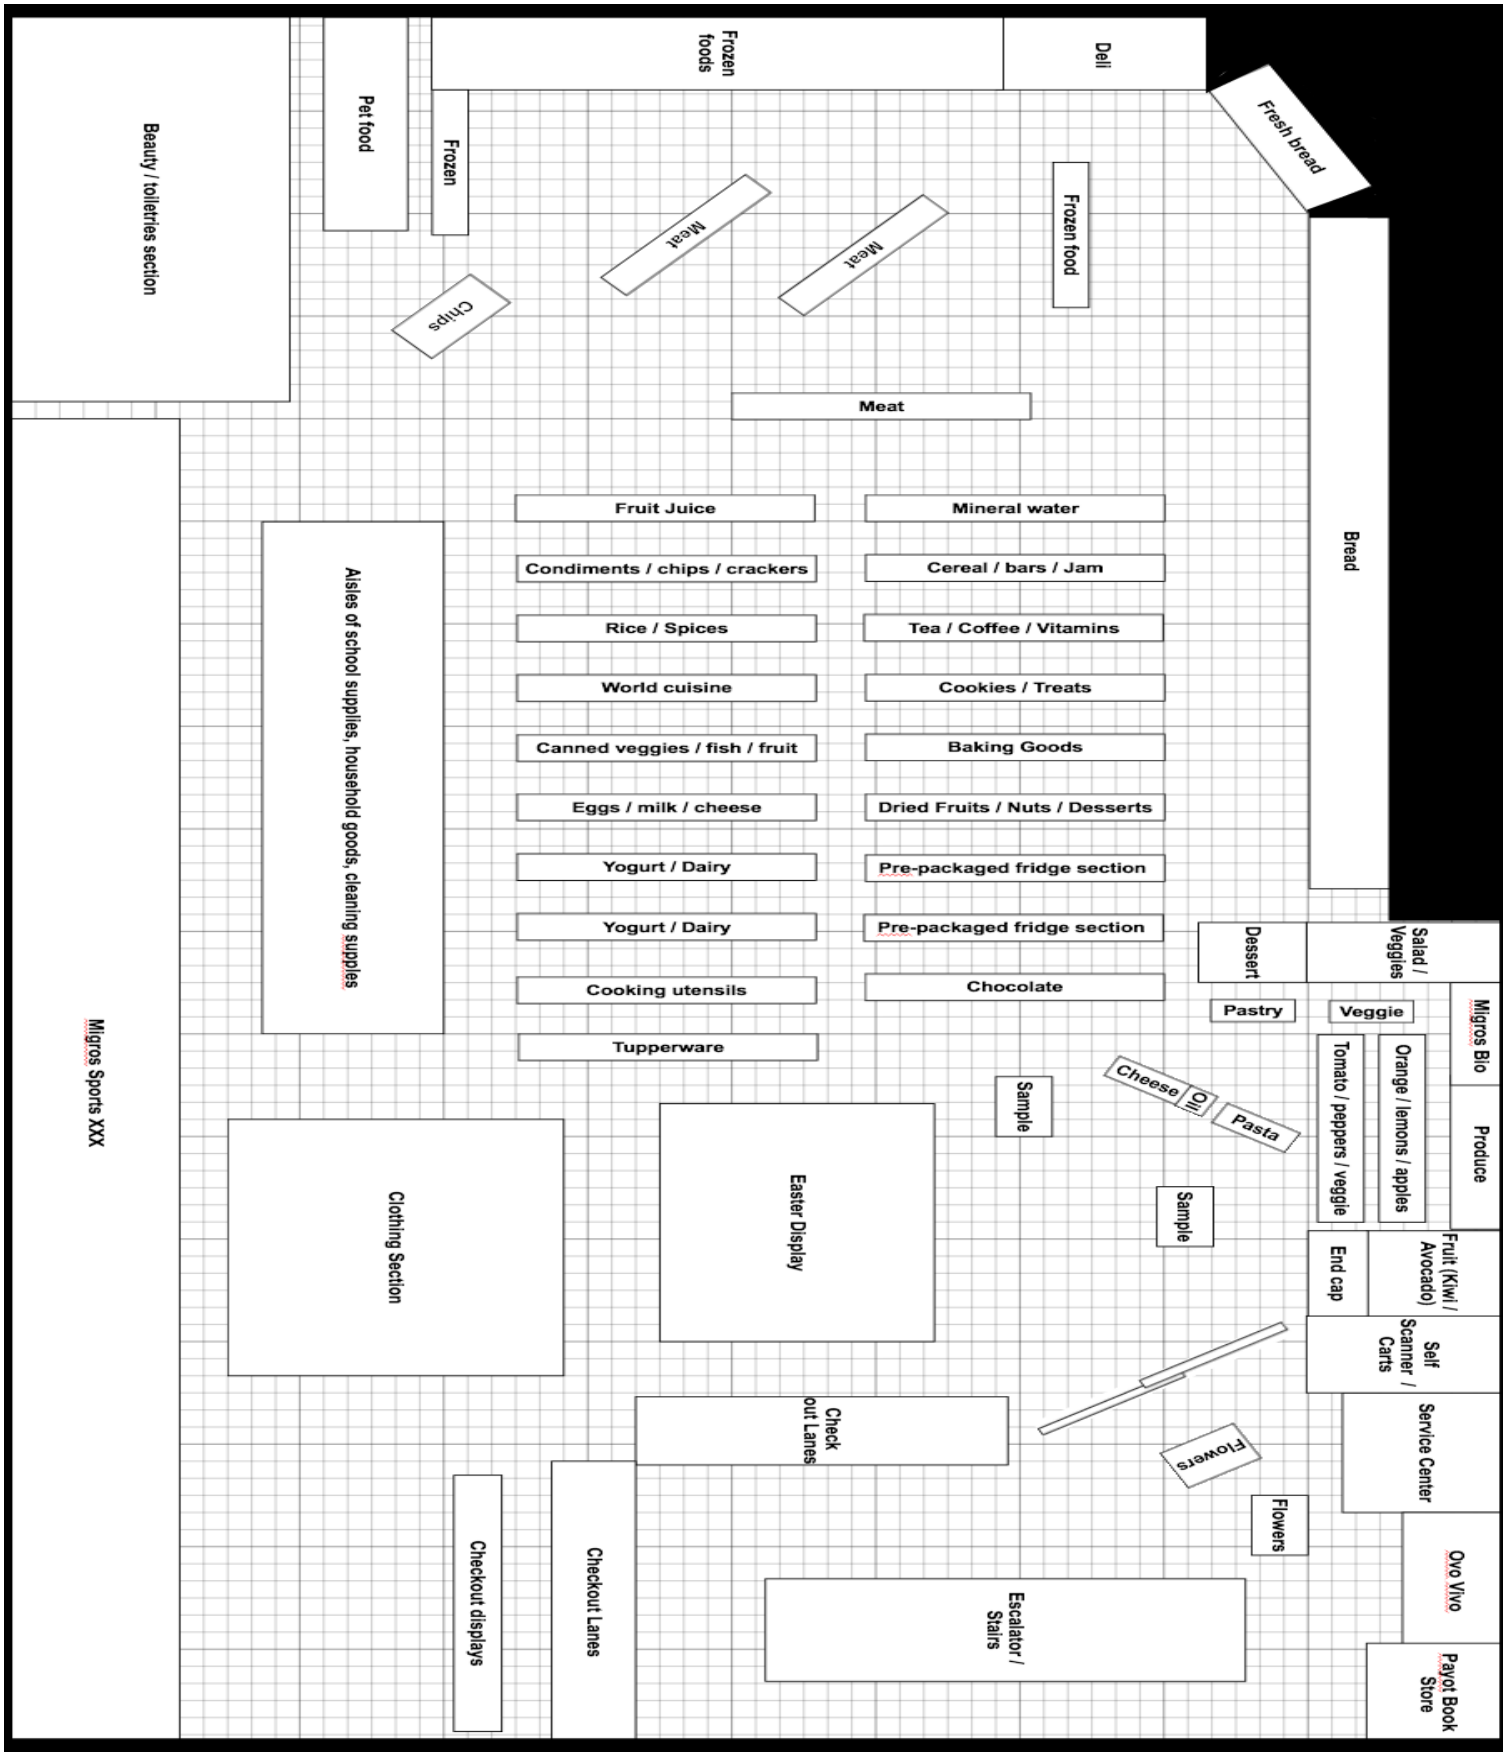 Frozen
foods
Deli
Fresh bread
Pet food
Beauty / toiletries section
Frozen
Meat
Meat
Frozen food
Chips
Meat
Fruit Juice
Mineral water
Condiments / chips / crackers
Cereal / bars / Jam
Rice / Spices
Tea / Coffee / Vitamins
World cuisine
Cookies / Treats
Canned veggies / fish / fruit
Baking Goods
Eggs / milk / cheese
Dried Fruits / Nuts / Desserts
Yogurt / Dairy
Pre-packaged fridge section
Yogurt / Dairy
Pre-packaged fridge section
Cooking utensils
Chocolate
Tupperware
Bread
Aisles of school supplies, household goods, cleaning supples
Migros Sports XXX
Dessert
Salad /
Veggies
Pastry
Veggie
Migros Bio
Cheese
Oil
Pasta
Tomato / peppers / veggie
Orange / lemons / apples
Produce
Sample
Sample
Clothing Section
Easter Display
End cap
Fruit (Kiwi /
Avocado)
Self
Scanner /
Carts
Check
out Lanes
Service Center
Flowers
Flowers
Checkout displays
Checkout Lanes
Escalator /
Stairs
Ovo Vivo
Payot Book
Store